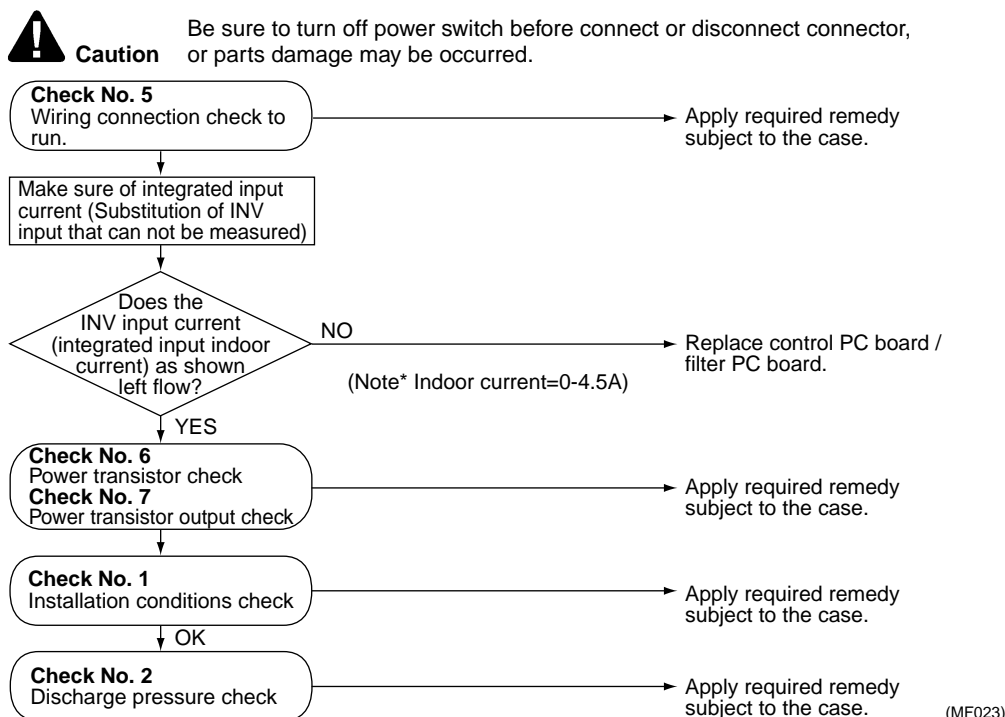 Be sure to turn off power switch before connect or disconnect connector,
Caution or parts damage may be occurred.
Check No. 5
Wiring connection check to
run.
Apply required remedy
subject to the case.
Make sure of integrated input
current (Substitution of INV
input that can not be measured)
Does the
INV input current
(integrated input indoor
current) as shown
left flow?
NO
(Note* Indoor current=0-4.5A)
Replace control PC board /
filter PC board.
YES
Check No. 6
Power transistor check
Check No. 7
Power transistor output check
Apply required remedy
subject to the case.
Check No. 1
Installation conditions check
Apply required remedy
subject to the case.
OK
Check No. 2
Discharge pressure check
Apply required remedy
subject to the case.
(MF023)